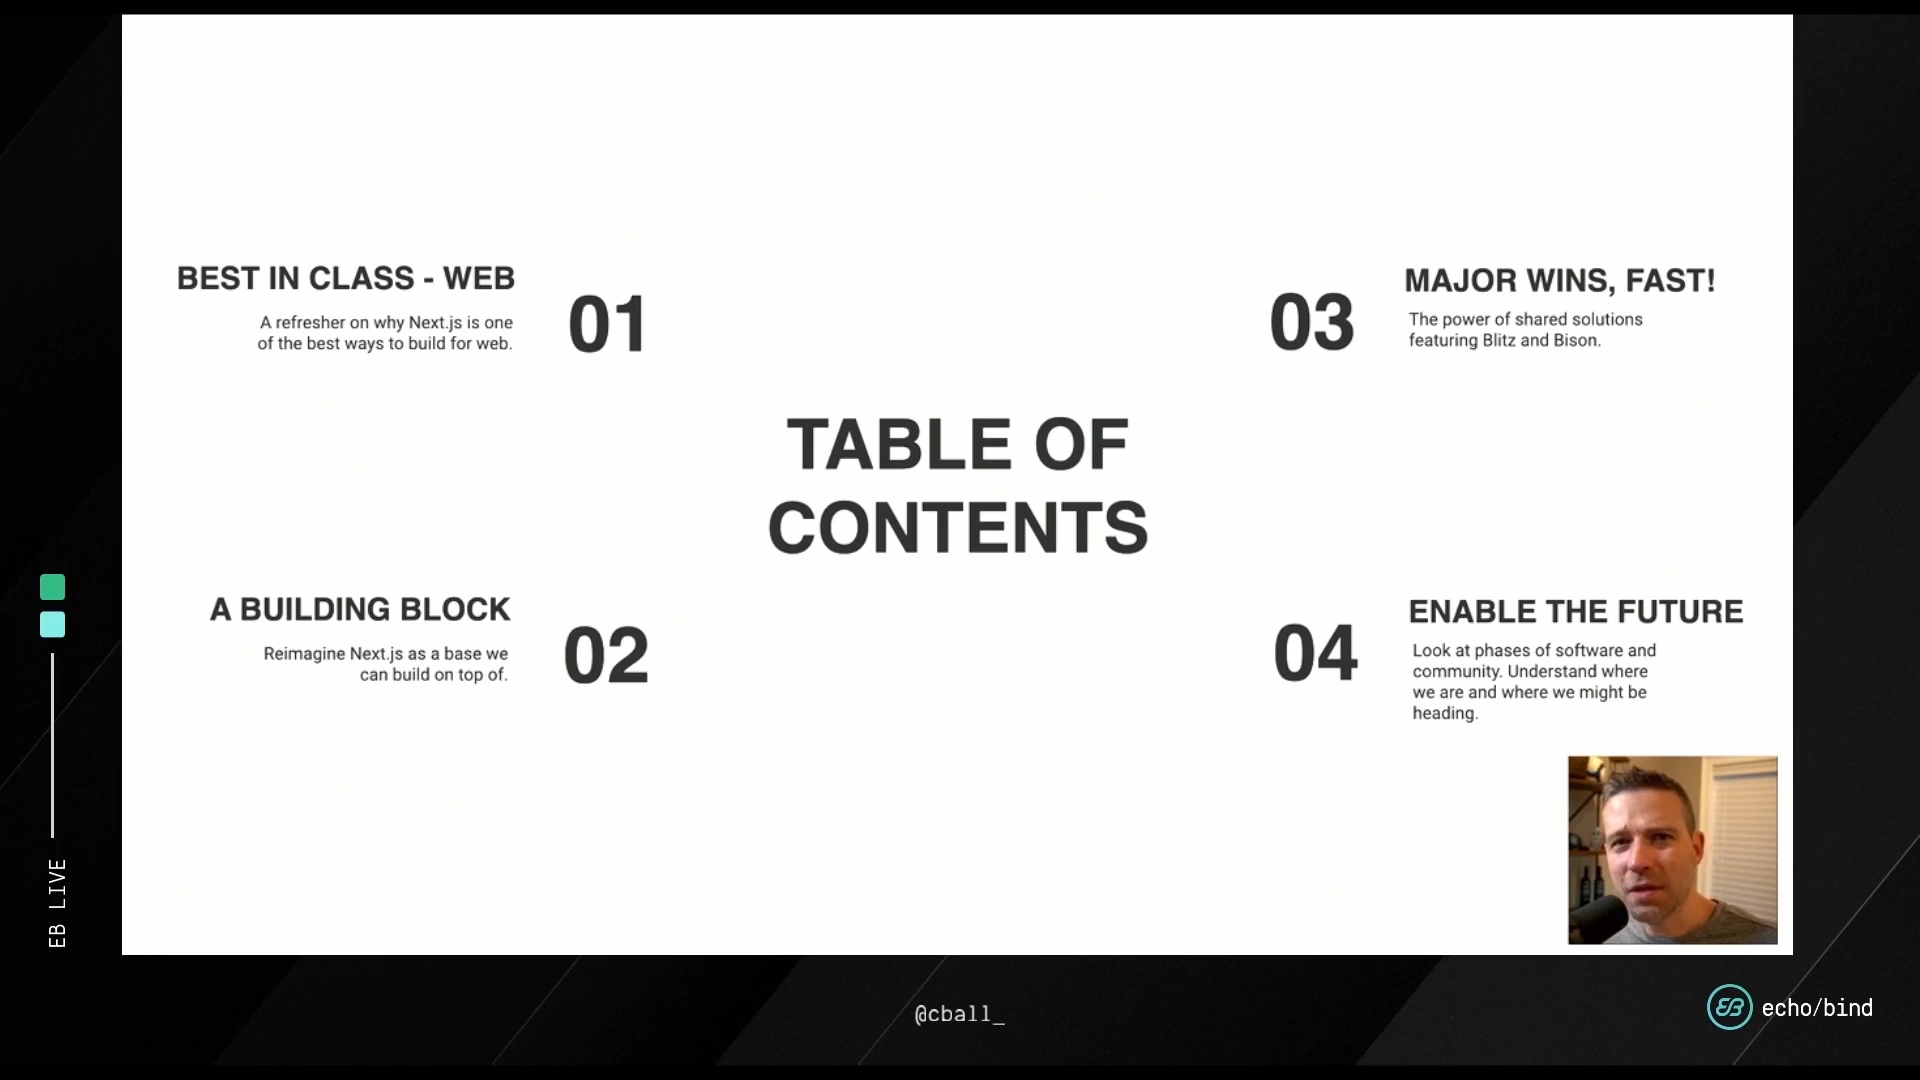 BEST IN CLASS - WEB
A refresher on why Next.js is one
of the best ways to build for web.
01
A BUILDING BLOCK
Reimagine Next.js as a base we
can build on top of.
02
TABLE OF
CONTENTS
03
MAJOR WINS, FAST!
The power of shared solutions
featuring Blitz and Bison.
04
ENABLE THE FUTURE
Look at phases of software and
community. Understand where
we are and where we might be
heading.
EB LIVE
@cball_
EB echo/bind